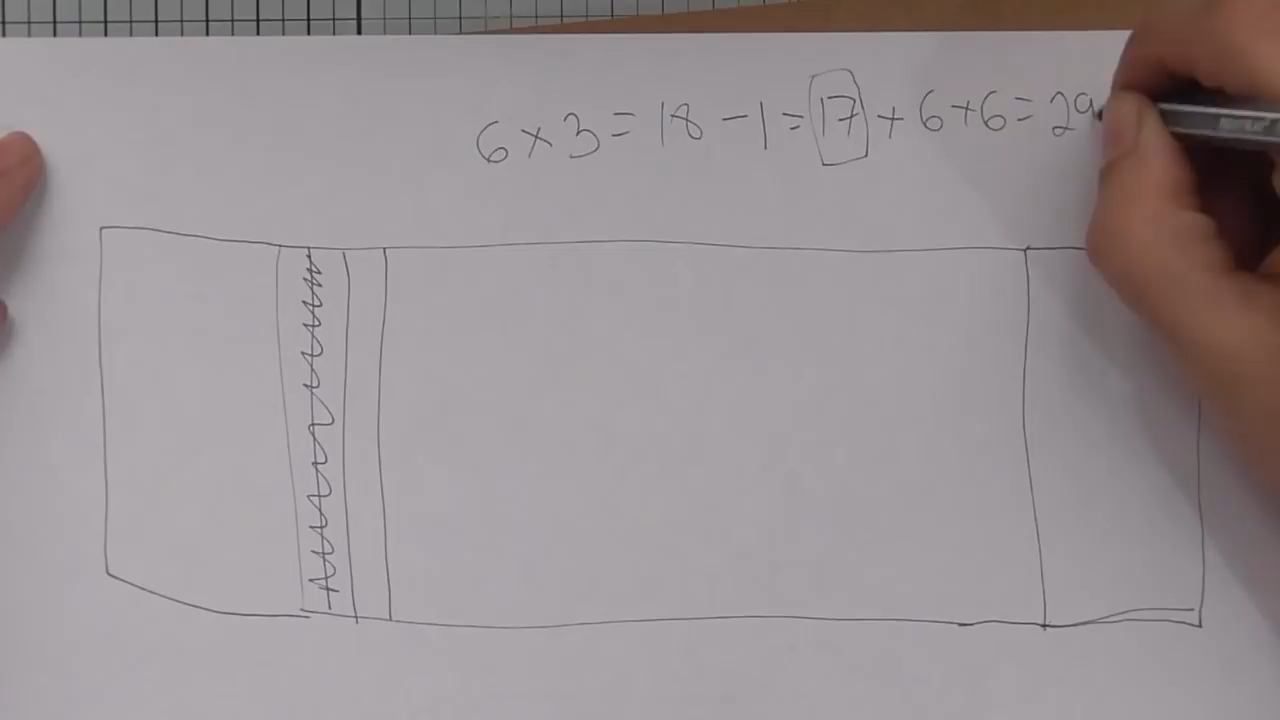 6 × 3 = 18 - 1 = 17 + 6 + 6 = 29